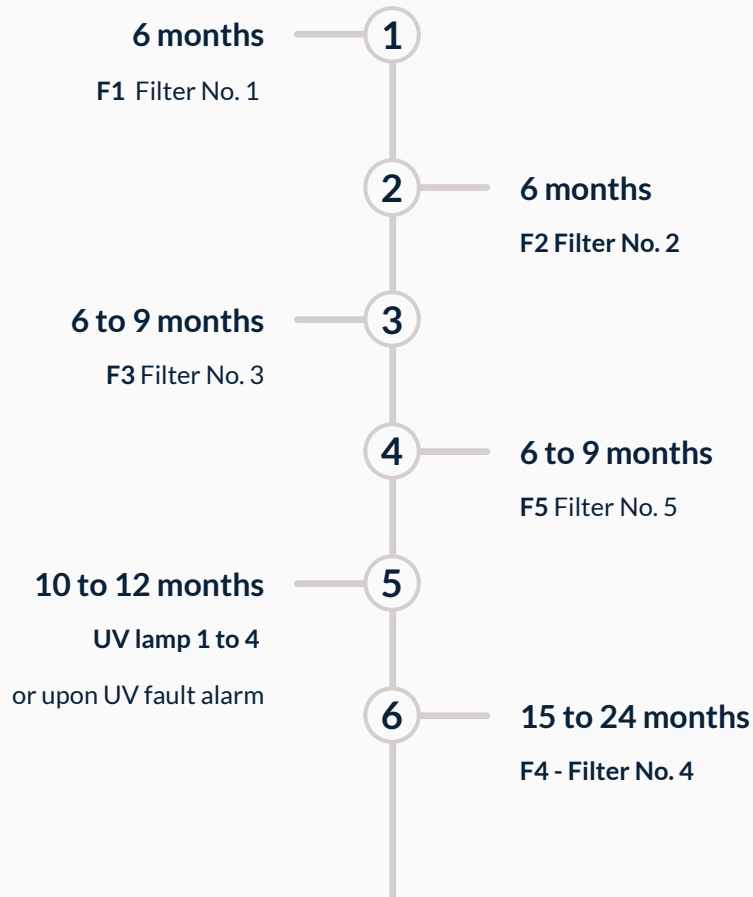 1
6 months
F1 Filter No. 1
2
6 months
F2 Filter No. 2
3
6 to 9 months
F3 Filter No. 3
4
6 to 9 months
F5 Filter No. 5
5
10 to 12 months
UV lamp 1 to 4
or upon UV fault alarm
6
15 to 24 months
F4 - Filter No. 4